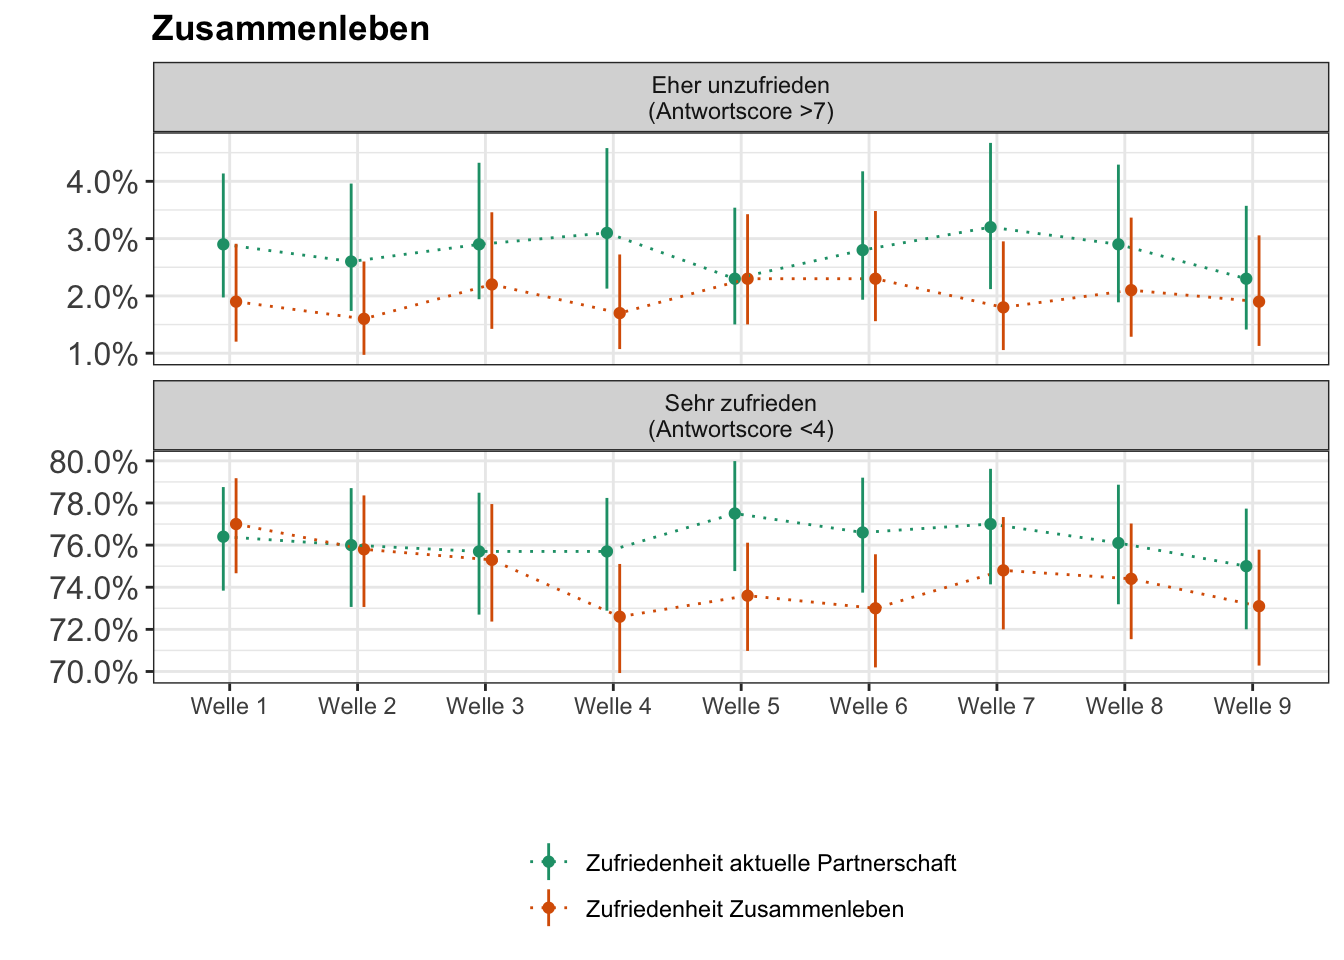 Zusammenleben
Eher unzufrieden
(Antwortscore >7)
4.0%
3.0%
2.0%
1.0%
Sehr zufrieden
(Antwortscore <4)
80.0%
78.0%
76.0%
74.0%
72.0%
70.0%
Welle 1 Welle 2 Welle 3 Welle 4 Welle 5 Welle 6 Welle 7 Welle 8 Welle 9
Zufriedenheit aktuelle Partnerschaft
Zufriedenheit Zusammenleben